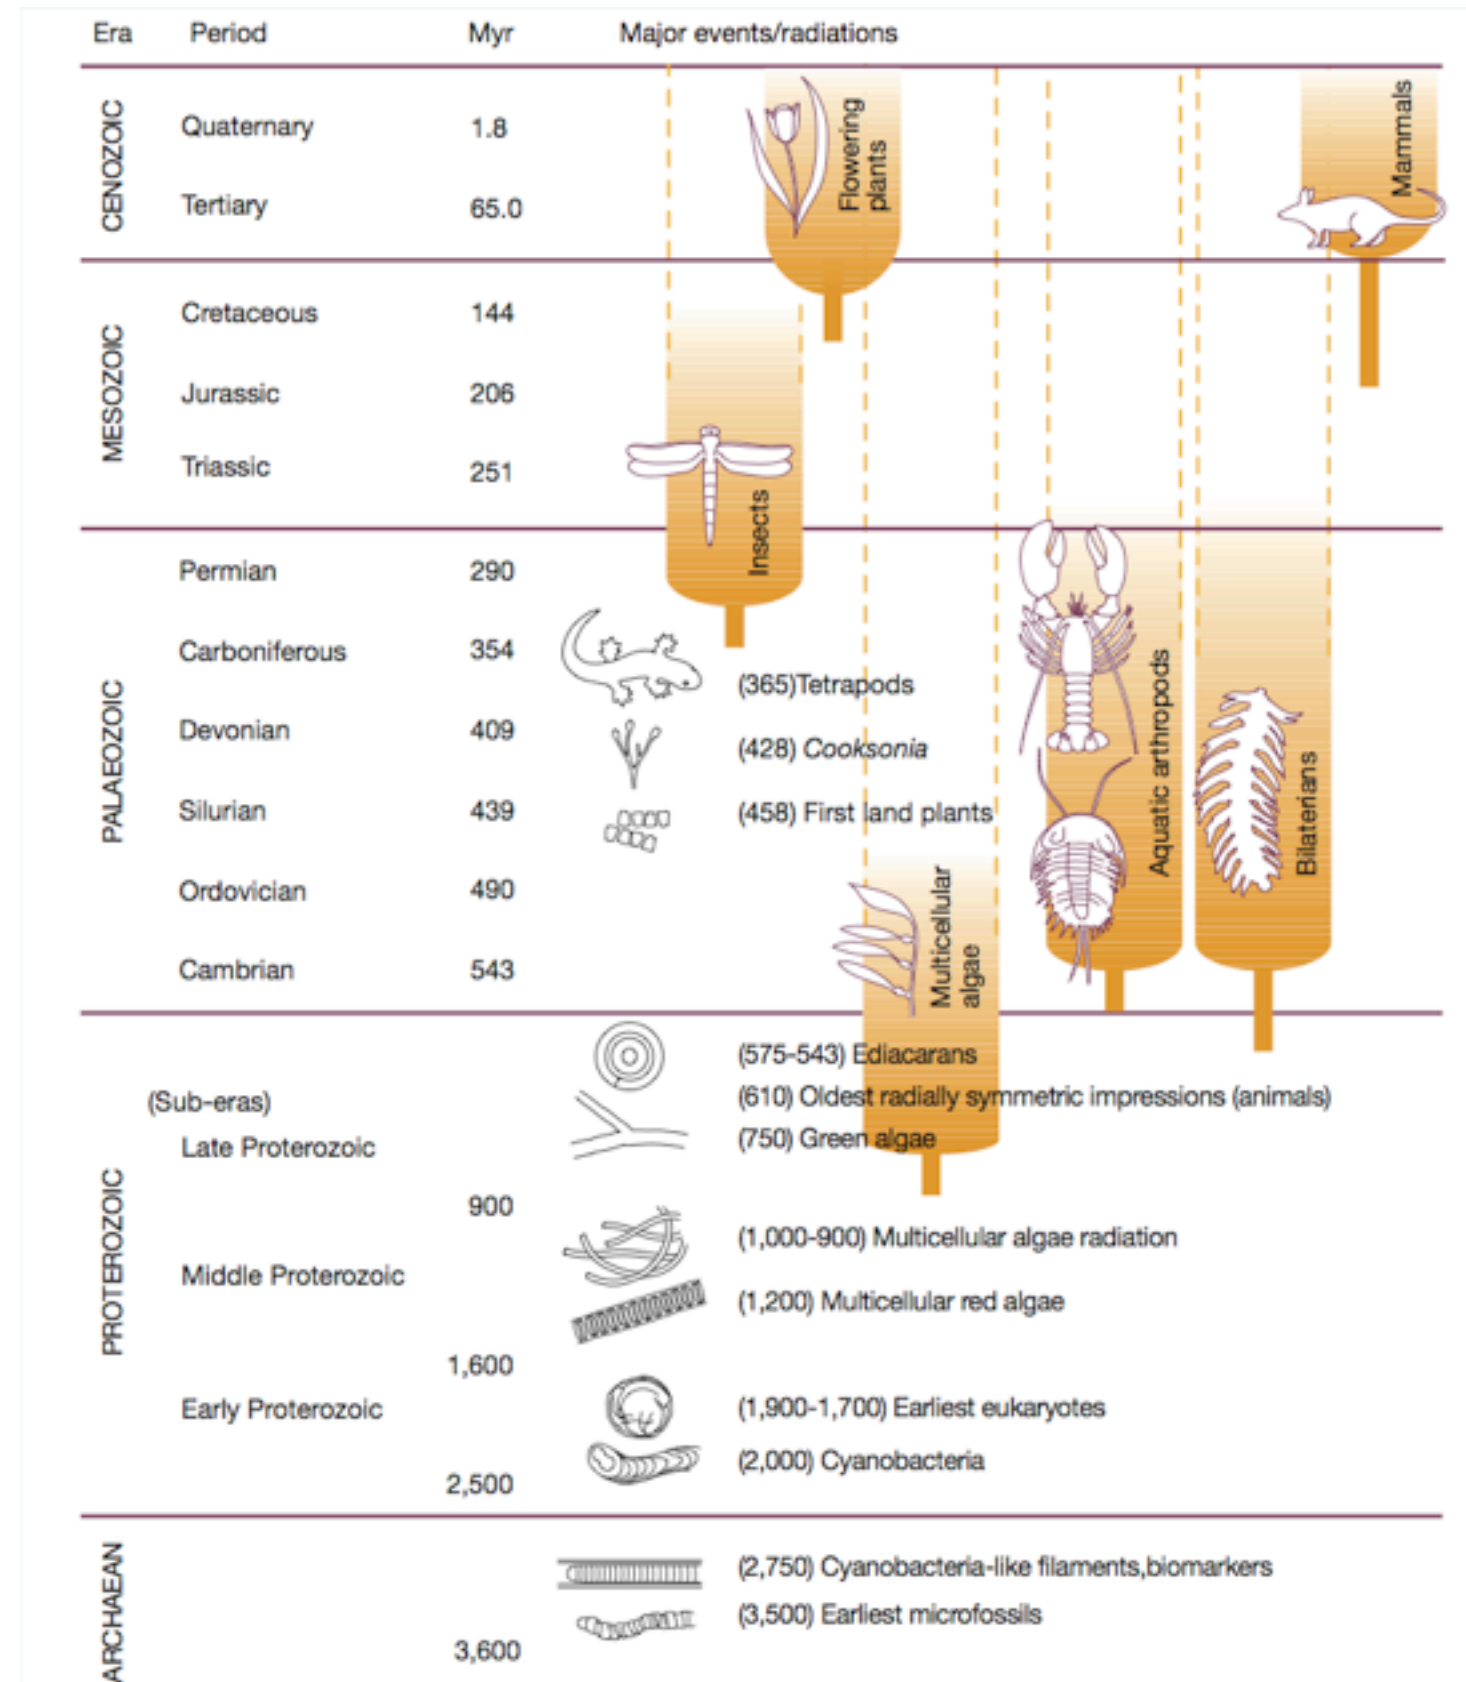 Era Period Myr Major events/radiations
CENOZOIC
Quaternary 1.8
Tertiary 65.0
Flowering
plants
Mammals
MESOZOIC
Cretaceous 144
Jurassic 206
Triassic 251
Insects
PALAEOZOIC
Permian 290
Carboniferous 354
(365)Tetrapods
Devonian 409
(428) Cooksonia
Silurian 439
(458) First land plants
Ordovician 490
Cambrian 543
Multicellular
algae
Aquatic arthropods
Bilaterians
PROTEROZOIC
(575-543) Ediacarans
(Sub-eras)
(610) Oldest radially symmetric impressions (animals)
Late Proterozoic
(750) Green algae
900
(1,000-900) Multicellular algae radiation
Middle Proterozoic
(1,200) Multicellular red algae
1,600
Early Proterozoic
(1,900-1,700) Earliest eukaryotes
(2,000) Cyanobacteria
2,500
ARCHAEAN
(2,750) Cyanobacteria-like filaments,biomarkers
(3,500) Earliest microfossils
3,600